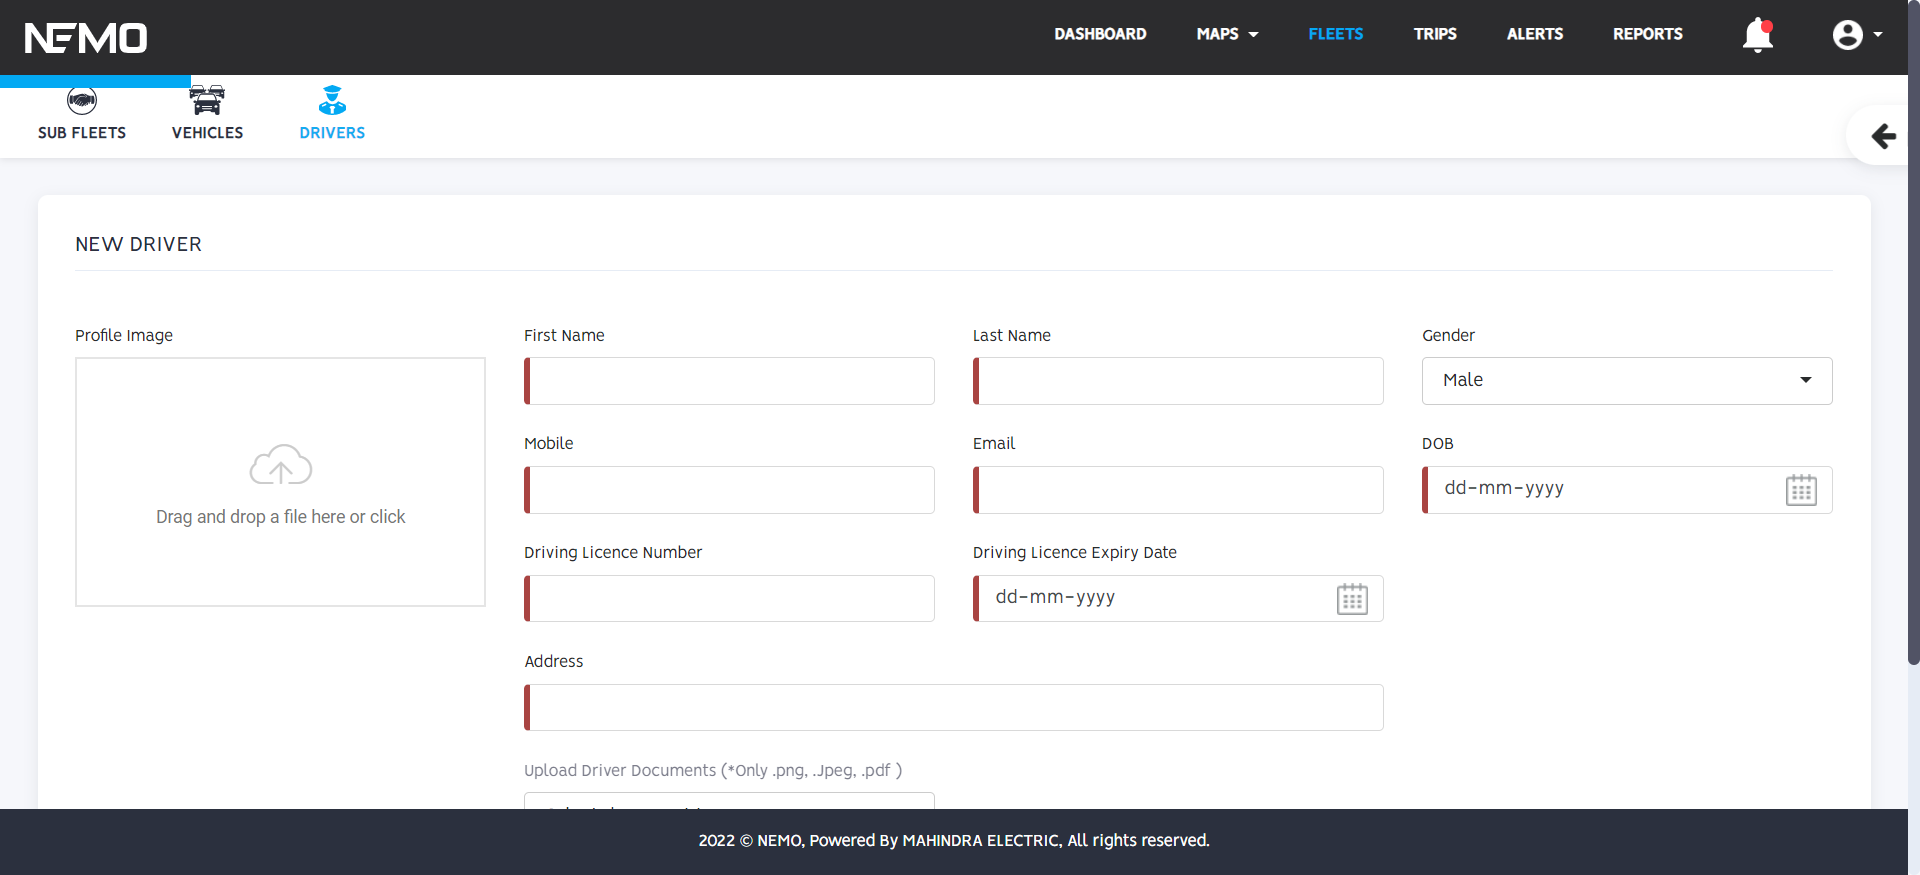 NEMO
DASHBOARD MAPS FLEETS TRIPS ALERTS REPORTS
SUB FLEETS VEHICLES DRIVERS
NEW DRIVER
Profile Image First Name Last Name Gender
Male
Mobile Email DOB
dd-mm-yyyy
Drag and drop a file here or click
Driving Licence Number Driving Licence Expiry Date
dd-mm-yyyy
Address
Upload Driver Documents (*Only .png, .Jpeg, .pdf )
2022 © NEMO, Powered By MAHINDRA ELECTRIC, All rights reserved.